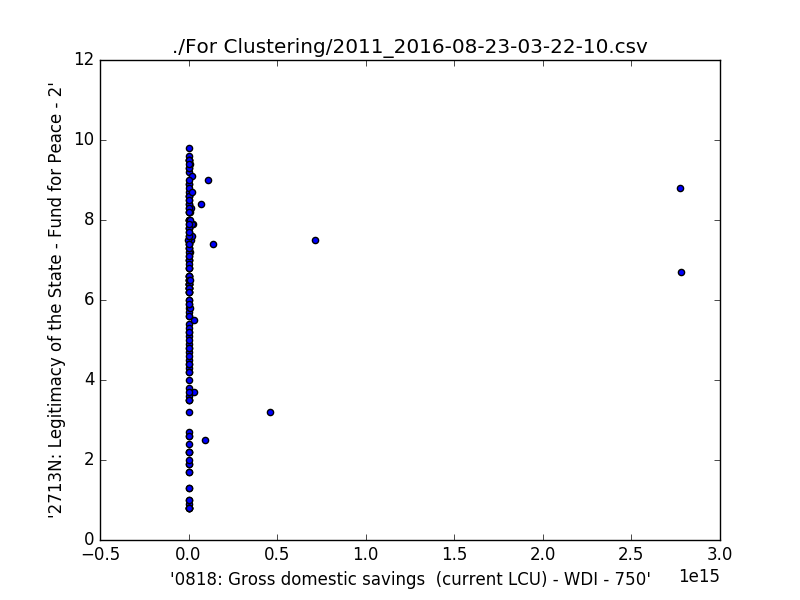 ./For Clustering/2011_2016-08-23-03-22-10.csv
'2713N: Legitimacy of the State - Fund for Peace - 2'
12
10
8
6
4
2
0
−0.5 0.0 0.5 1.0 1.5 2.0 2.5 3.0
1e15
'0818: Gross domestic savings  (current LCU) - WDI - 750'